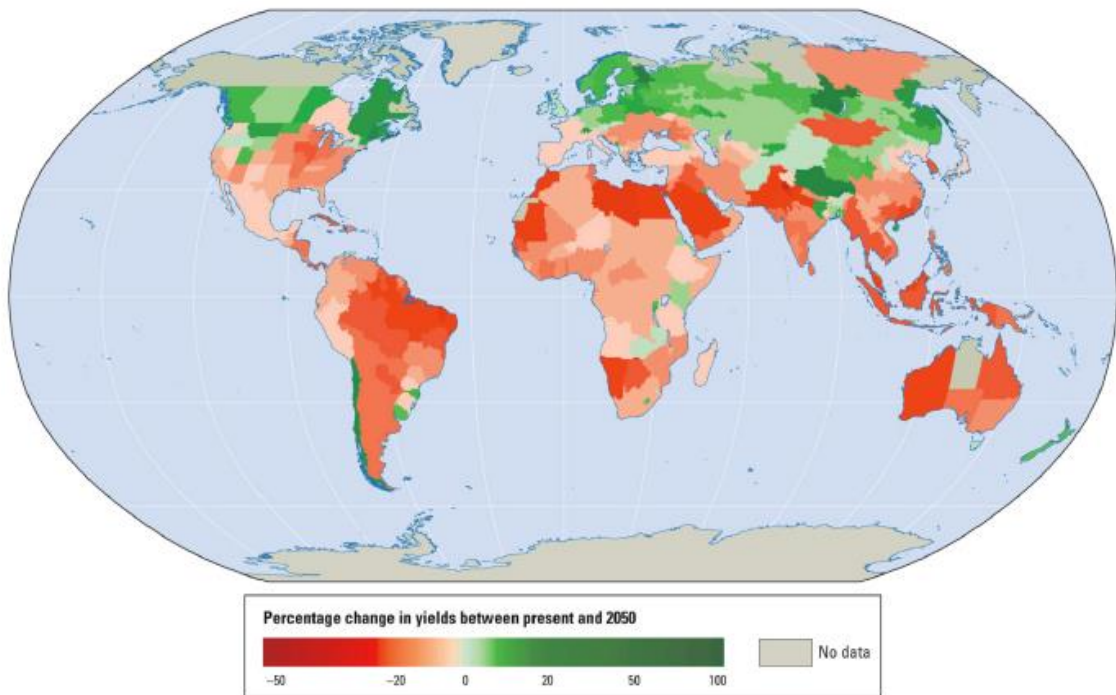 Percentage change in yields between present and 2050
−50 −20 0 20 50 100
No data